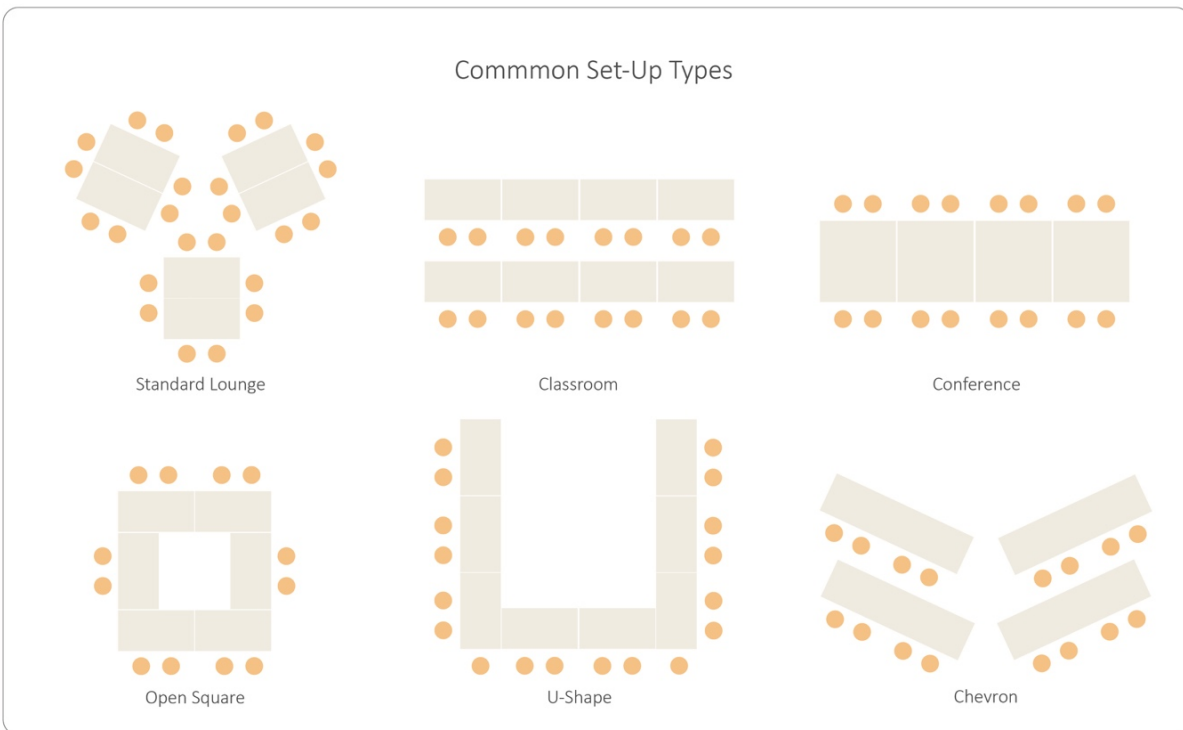 Commmon Set-Up Types
Standard Lounge
Classroom
Conference
Open Square
U-Shape
Chevron